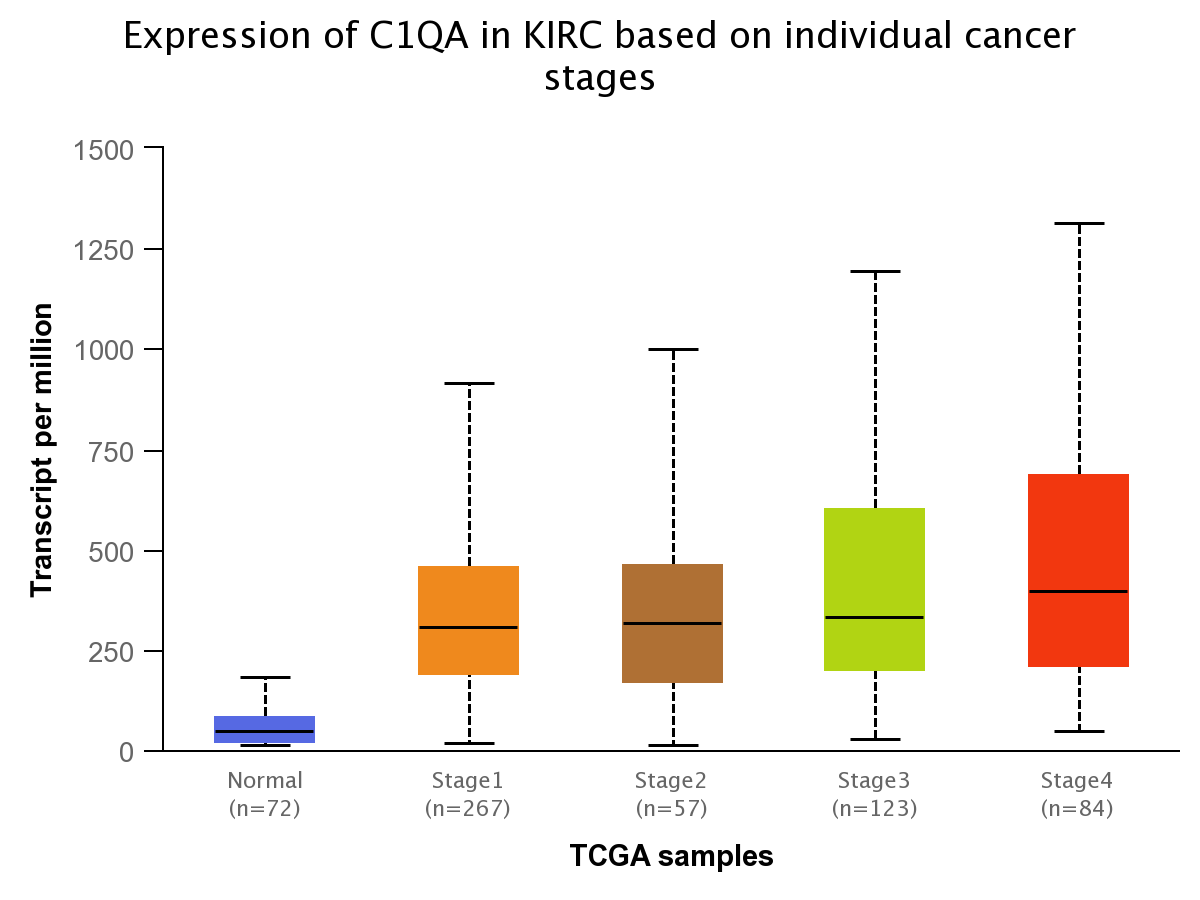 Expression of C1QA in KIRC based on individual cancer
stages
1500
1250
1000
750
500
250
0
Transcript per million
Normal
(n=72)
Stage1
(n=267)
Stage2
(n=57)
Stage3
(n=123)
Stage4
(n=84)
TCGA samples